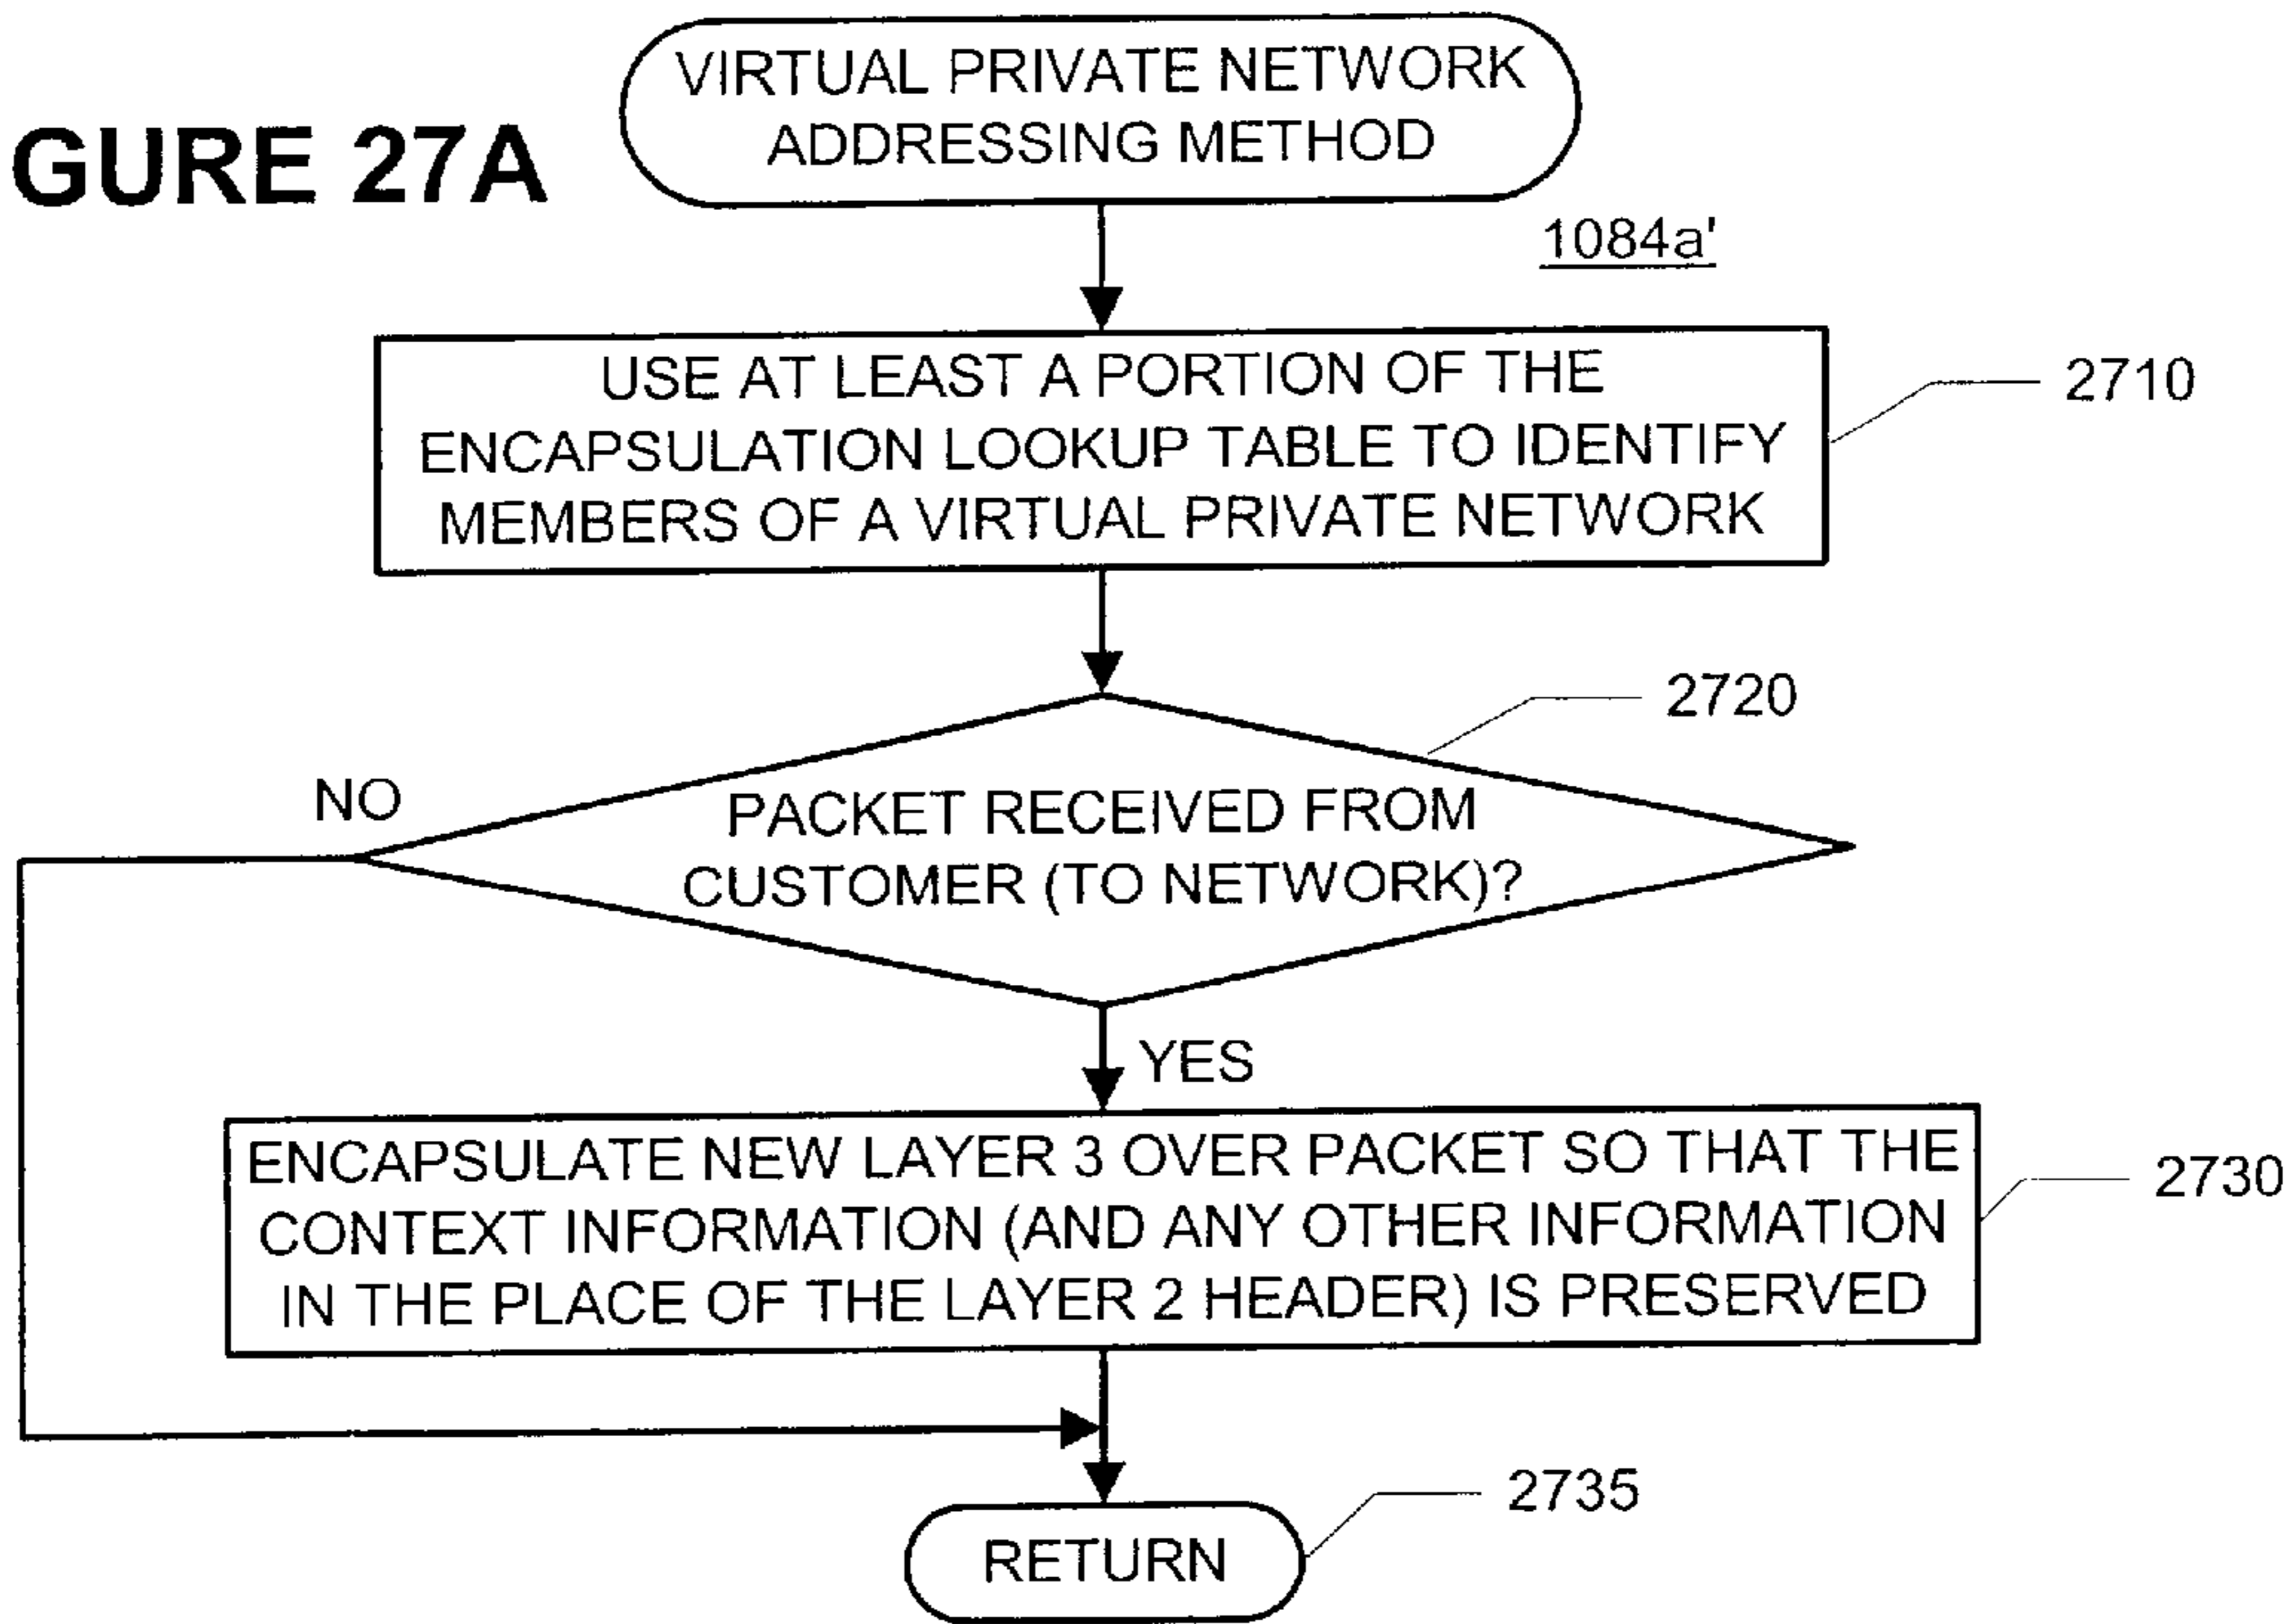 GURE 27A
VIRTUAL PRIVATE NETWORK
ADDRESSING METHOD
1084a'
USE AT LEAST A PORTION OF THE
ENCAPSULATION LOOKUP TABLE TO IDENTIFY
MEMBERS OF A VIRTUAL PRIVATE NETWORK
2710
2720
NO
PACKET RECEIVED FROM
CUSTOMER (TO NETWORK)?
YES
ENCAPSULATE NEW LAYER 3 OVER PACKET SO THAT THE
CONTEXT INFORMATION (AND ANY OTHER INFORMATION
IN THE PLACE OF THE LAYER 2 HEADER) IS PRESERVED
2730
2735
RETURN